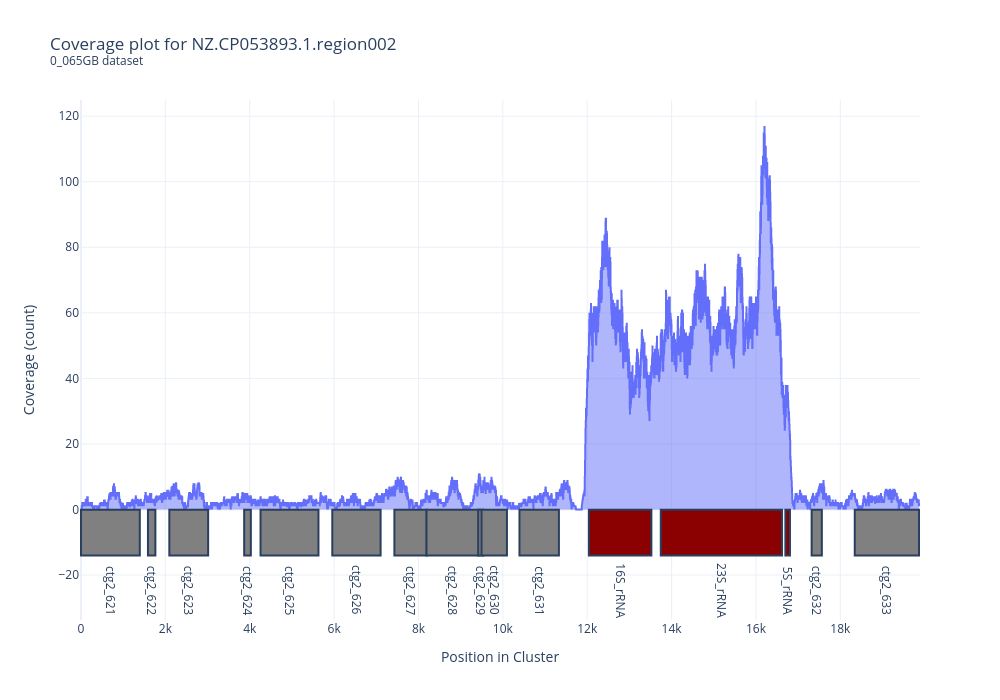 Coverage plot for NZ.CP053893.1.region002
0_065GB dataset
120
100
80
60
40
20
0
−20
Coverage (count)
ctg2_621
ctg2_622
ctg2_623
ctg2_624
ctg2_625
ctg2_626
ctg2_627
ctg2_628
ctg2_629
ctg2_630
ctg2_631
16S_rRNA
23S_rRNA
5S_rRNA
ctg2_632
ctg2_633
0 2k 4k 6k 8k 10k 12k 14k 16k 18k
Position in Cluster